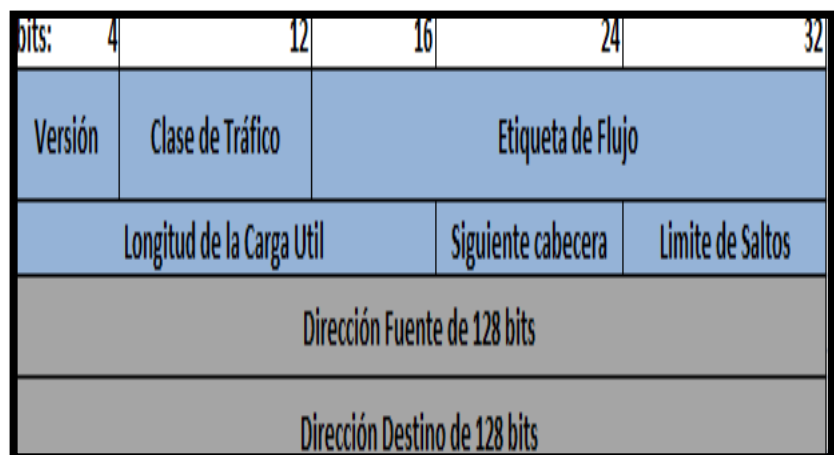 bits: 4 12 16 24 32
Versión Clase de Tráfico Etiqueta de Flujo
Longitud de la Carga Util Siguiente cabecera Limite de Saltos
Dirección Fuente de 128 bits
Dirección Destino de 128 bits